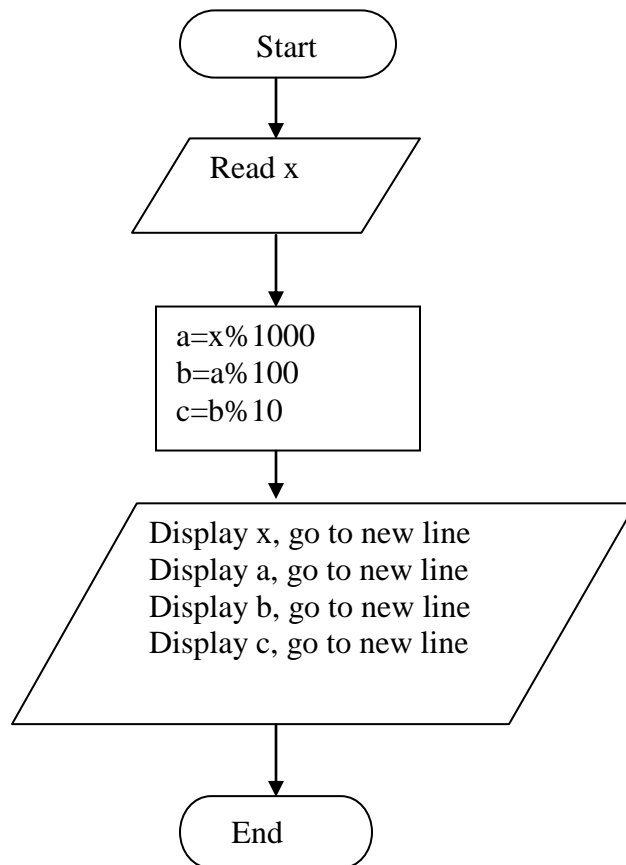 Start
Read x
a=x%1000
b=a%100
c=b%10
Display x, go to new line
Display a, go to new line
Display b, go to new line
Display c, go to new line
End